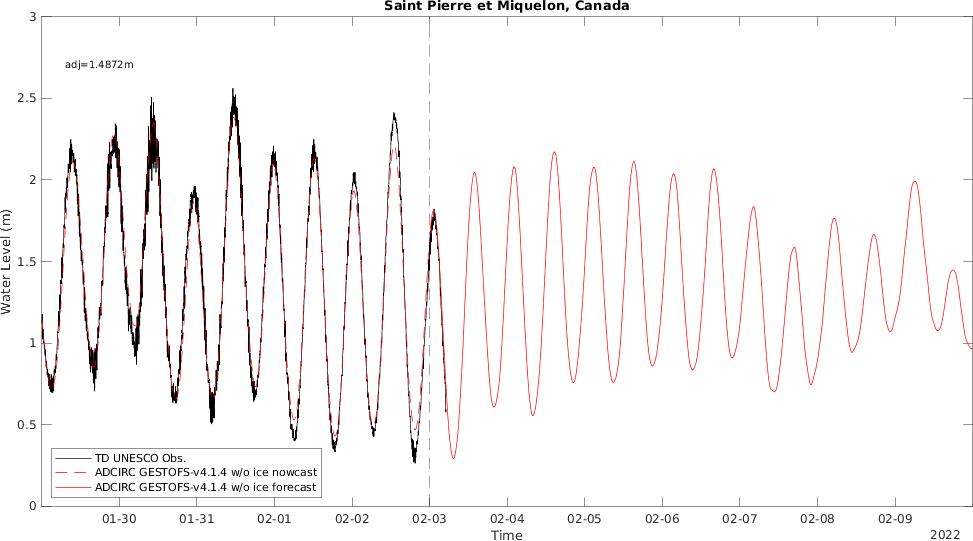 Saint Pierre et Miquelon, Canada
adj=1.4872m
3
2.5
2
1.5
1
0.5
0
Water Level (m)
TD UNESCO Obs.
ADCIRC GESTOFS-v4.1.4 w/o ice nowcast
ADCIRC GESTOFS-v4.1.4 w/o ice forecast
01-30 01-31 02-01 02-02 02-03 02-04 02-05 02-06 02-07 02-08 02-09
Time
2022